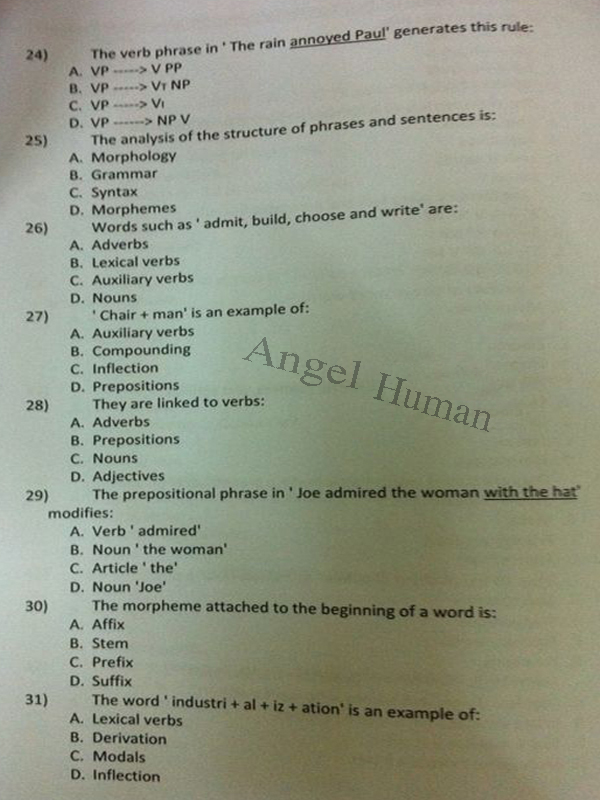 24) The verb phrase in ' The rain annoyed Paul' generates this rule:
A. VP -----> V PP
B. VP -----> VT NP
C. VP -----> VI
D. VP ------> NP V
25) The analysis of the structure of phrases and sentences is:
A. Morphology
B. Grammar
C. Syntax
D. Morphemes
26) Words such as ' admit, build, choose and write' are:
A. Adverbs
B. Lexical verbs
C. Auxiliary verbs
D. Nouns
27) ' Chair + man' is an example of:
A. Auxiliary verbs
B. Compounding
C. Inflection
D. Prepositions
Angel Human
28) They are linked to verbs:
A. Adverbs
B. Prepositions
C. Nouns
D. Adjectives
29) The prepositional phrase in ' Joe admired the woman with the hat'
modifies:
A. Verb ' admired'
B. Noun ' the woman'
C. Article ' the'
D. Noun 'Joe'
30) The morpheme attached to the beginning of a word is:
A. Affix
B. Stem
C. Prefix
D. Suffix
31) The word ' industri + al + iz + ation' is an example of:
A. Lexical verbs
B. Derivation
C. Modals
D. Inflection